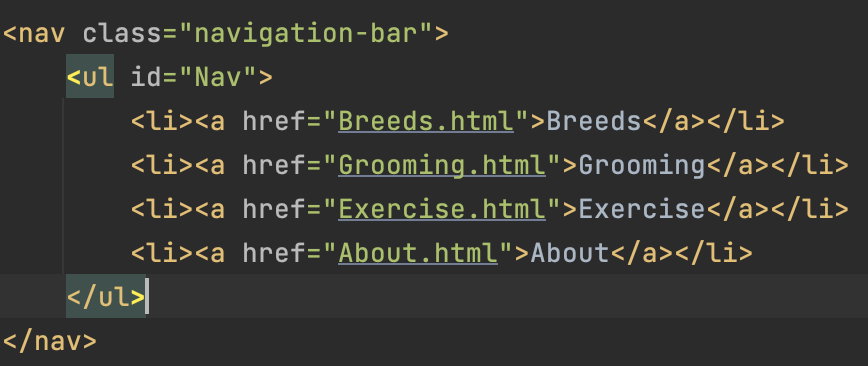 <nav class="navigation-bar">
    <ul id="Nav">
        <li><a href="Breeds.html">Breeds</a></li>
        <li><a href="Grooming.html">Grooming</a></li>
        <li><a href="Exercise.html">Exercise</a></li>
        <li><a href="About.html">About</a></li>
    </ul>
</nav>